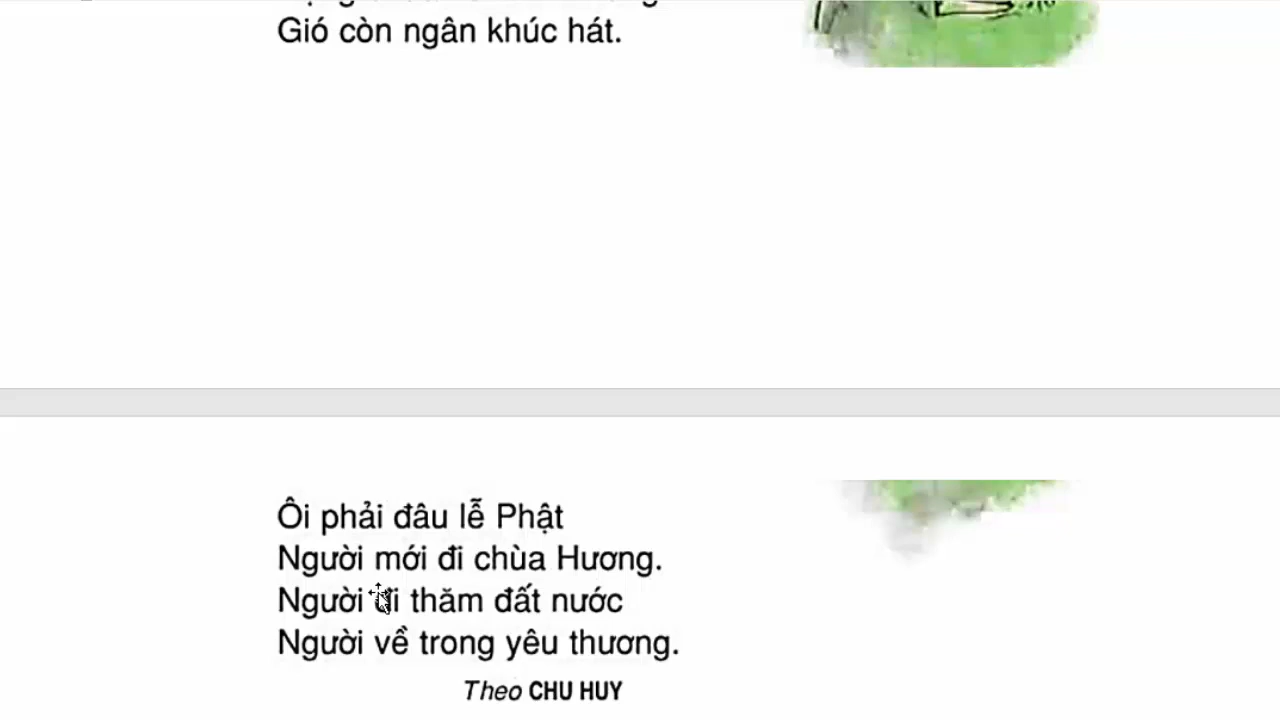 Gió còn ngân khúc hát.
Ôi phải đâu lễ Phật
Người mới đi chùa Hương.
Người đi thăm đất nước
Người về trong yêu thương.
Theo CHU HUY